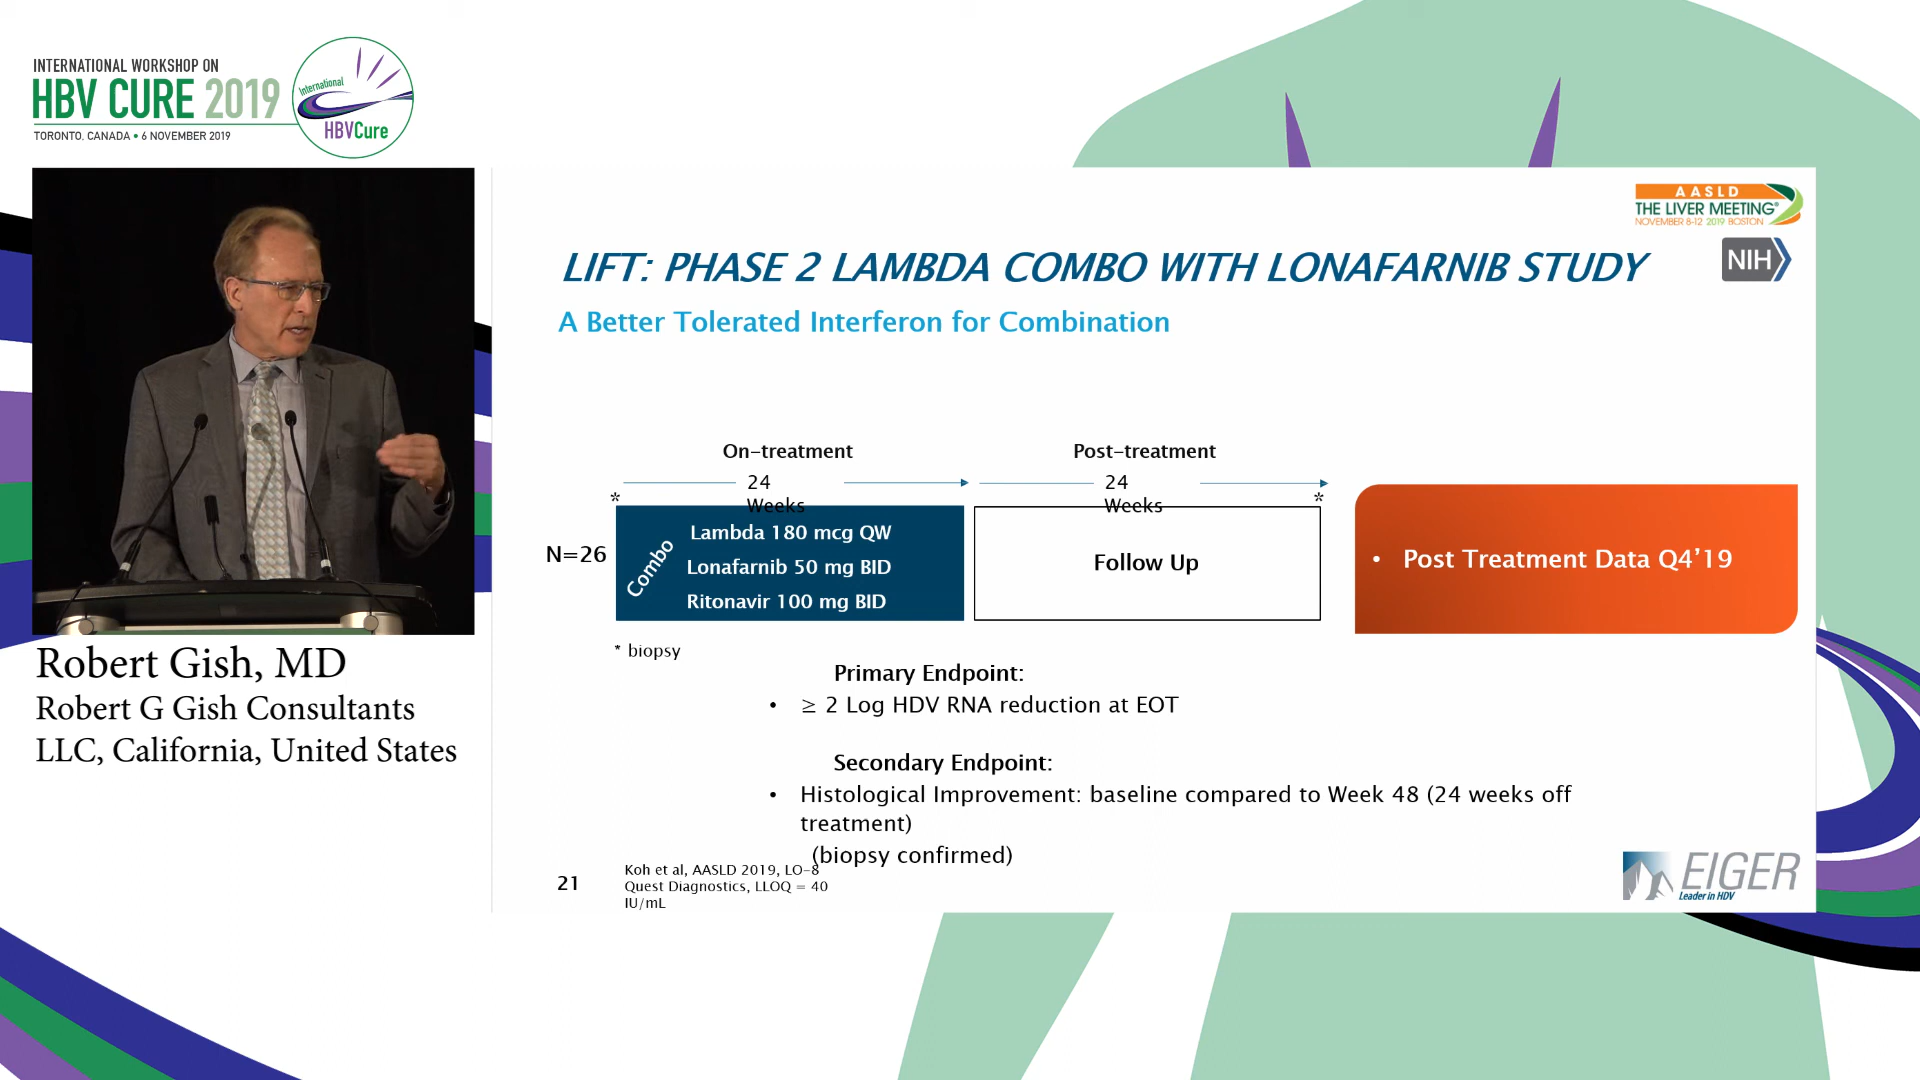 INTERNATIONAL WORKSHOP ON
HBV CURE 2019
TORONTO, CANADA • 6 NOVEMBER 2019
International
HBVCure
AASLD
THE LIVER MEETING®
NOVEMBER 8-12 2019 BOSTON
NIH
LIFT: PHASE 2 LAMBDA COMBO WITH LONAFARNIB STUDY
A Better Tolerated Interferon for Combination
On-treatment
24
Weeks
Post-treatment
24
Weeks
*
*
N=26
Combo
Lambda 180 mcg QW
Lonafarnib 50 mg BID
Ritonavir 100 mg BID
Follow Up
• Post Treatment Data Q4’19
* biopsy
Primary Endpoint:
• ≥ 2 Log HDV RNA reduction at EOT
Secondary Endpoint:
• Histological Improvement: baseline compared to Week 48 (24 weeks off
treatment)
(biopsy confirmed)
21
Koh et al, AASLD 2019, LO-8
Quest Diagnostics, LLOQ = 40
IU/mL
EIGER
Leader in HDV
Robert Gish, MD
Robert G Gish Consultants
LLC, California, United States